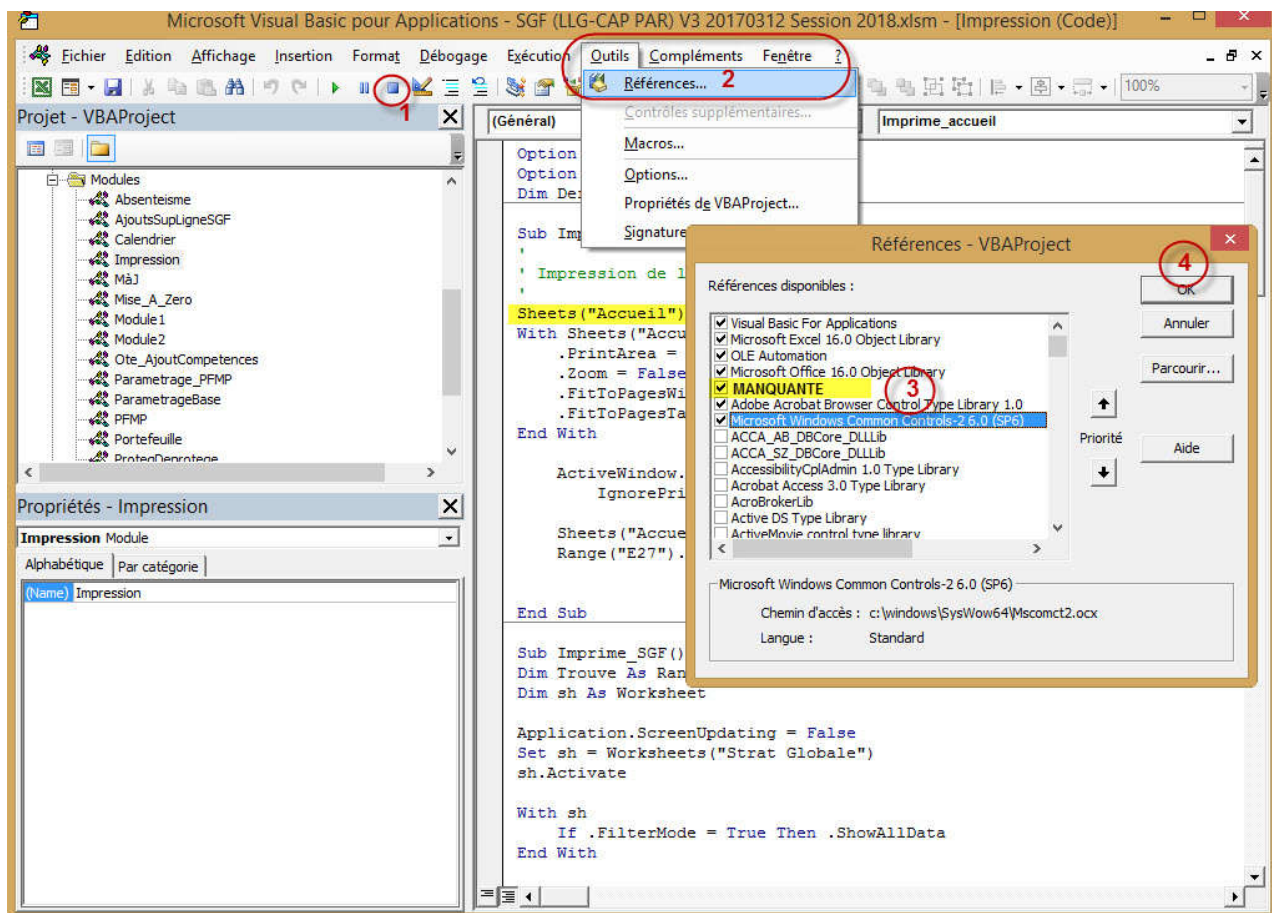 Microsoft Visual Basic pour Applications - SGF (LLG-CAP PAR) V3 20170312 Session 2018.xlsm - [Impression (Code)]
Fichier Edition Affichage Insertion Format Débogage Exécution Outils Compléments Fenêtre ?
1
100%
Références... 2
Contrôles supplémentaires...
Macros...
Options...
Propriétés de VBAProject...
Signature
Projet - VBAProject
Modules
Absenteisme
AjoutsSupLigneSGF
Calendrier
Impression
MàJ
Mise_A_Zero
Module1
Module2
Ote_AjoutCompetences
Parametrage_PFMP
ParametrageBase
PFMP
Portefeuille
ProtegDeprotege
Propriétés - Impression
Impression Module
Alphabétique Par catégorie
(Name) Impression
(Général) Imprime_accueil
Option
Option
Dim De
Sub Imp
'
' Impression de l
'
Sheets("Accueil")
With Sheets("Accu
.PrintArea =
.Zoom = False
.FitToPagesWi
.FitToPagesTa
End With
ActiveWindow.
IgnorePri
Sheets("Accue
Range("E27").
End Sub
Sub Imprime_SGF()
Dim Trouve As Ran
Dim sh As Worksheet
Application.ScreenUpdating = False
Set sh = Worksheets("Strat Globale")
sh.Activate
With sh
If .FilterMode = True Then .ShowAllData
End With
Références - VBAProject
Références disponibles :
4
OK
Annuler
Parcourir...
Priorité
Aide
Visual Basic For Applications
Microsoft Excel 16.0 Object Library
OLE Automation
Microsoft Office 16.0 Object Library
MANQUANTE 3
Adobe Acrobat Browser Control Type Library 1.0
Microsoft Windows Common Controls-2 6.0 (SP6)
ACCA_AB_DBCore_DLLLib
ACCA_SZ_DBCore_DLLLib
AccessibilityCplAdmin 1.0 Type Library
Acrobat Access 3.0 Type Library
AcroBrokerLib
Active DS Type Library
ActiveMovie control type library
Microsoft Windows Common Controls-2 6.0 (SP6)
Chemin d'accès : c:\windows\SysWow64\Mscomct2.ocx
Langue : Standard